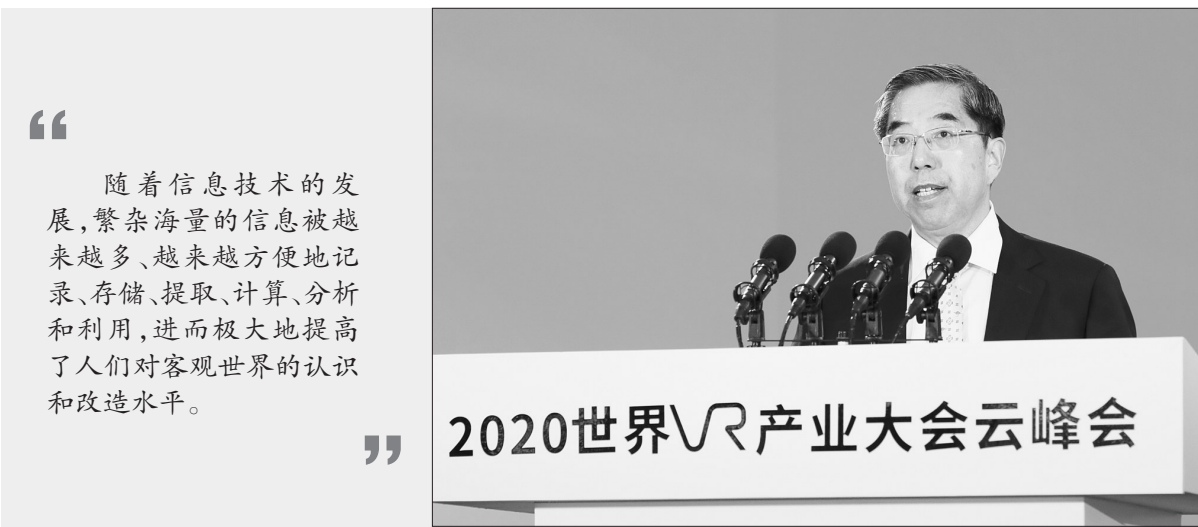 “
随着信息技术的发
展,繁杂海量的信息被越
来越多、越来越方便地记
录、存储、提取、计算、分析
和利用,进而极大地提高
了人们对客观世界的认识
和改造水平。
”
2020世界VR产业大会云峰会